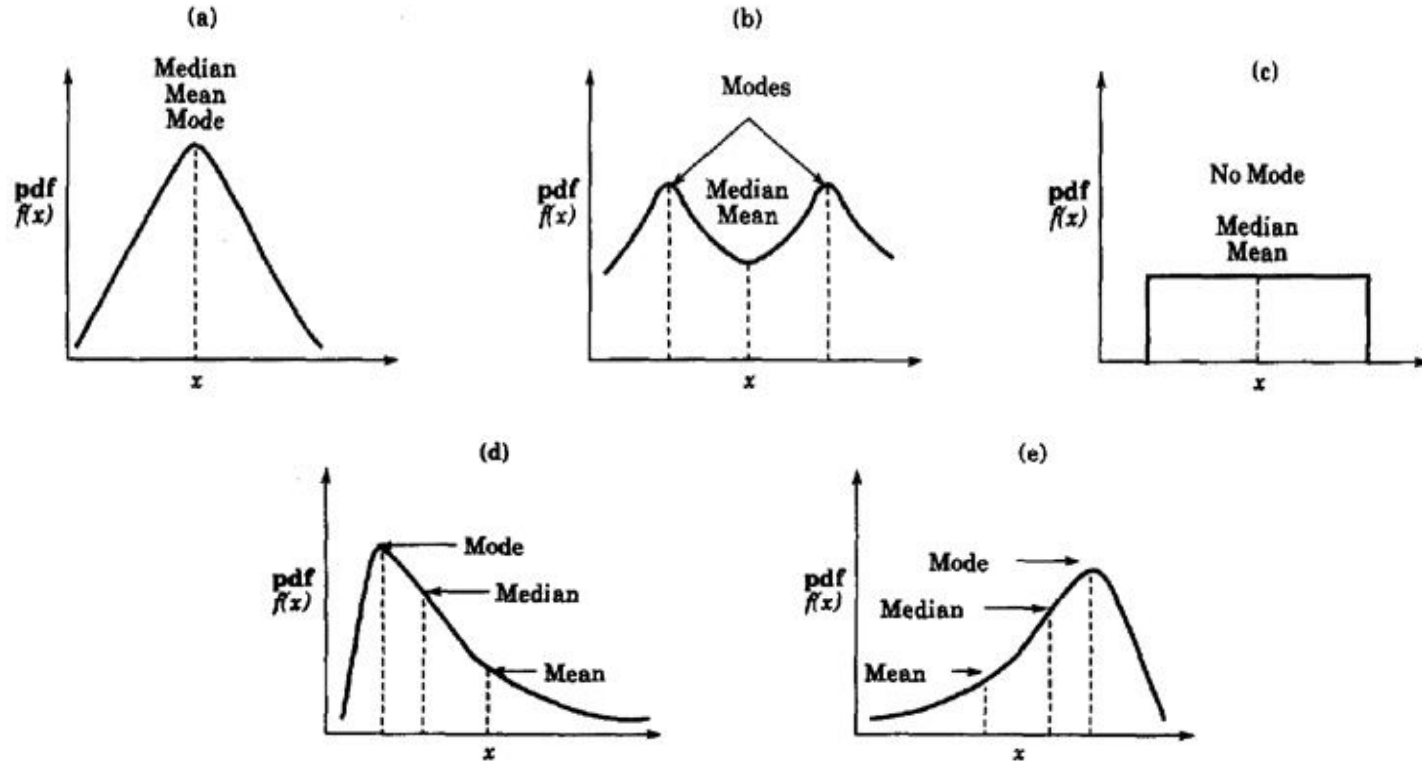 (a)
Median
Mean
Mode
pdf
f(x)
x
(b)
Modes
Median
Mean
pdf
f(x)
x
(c)
No Mode
Median
Mean
pdf
f(x)
x
(d)
Mode
Median
Mean
pdf
f(x)
x
(e)
Mode
Median
Mean
pdf
f(x)
x